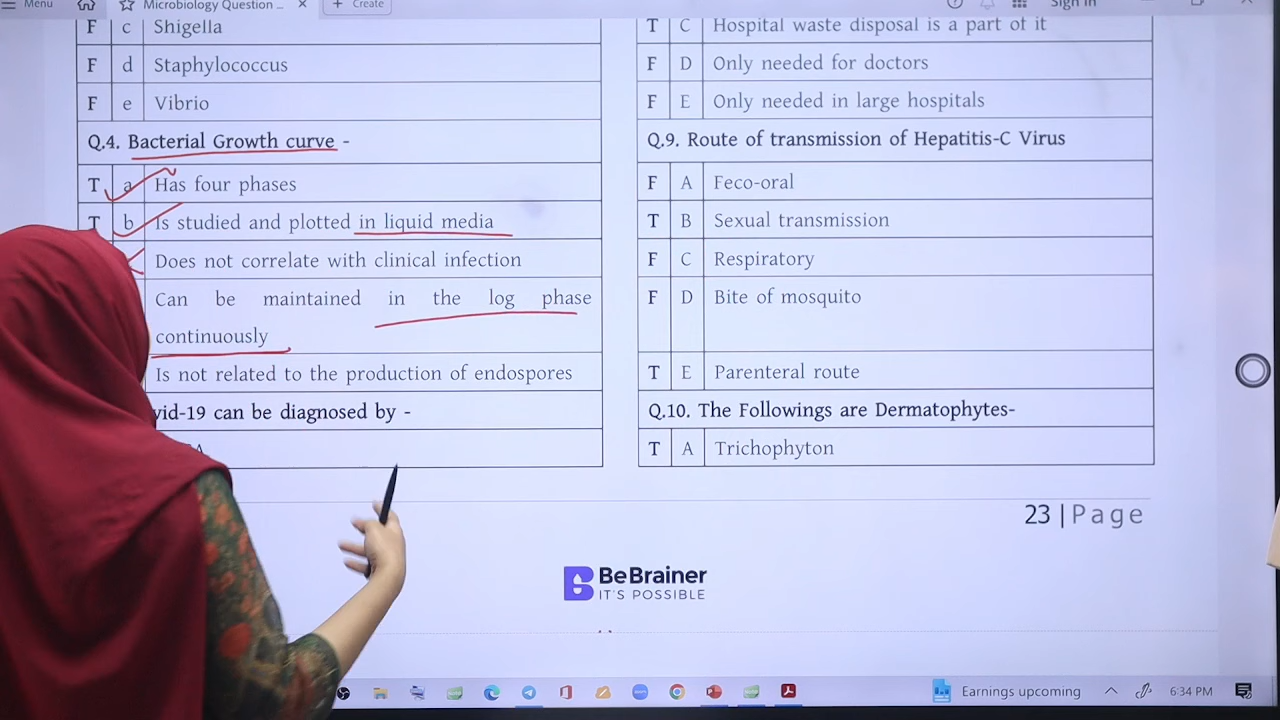 Menu
Microbiology Question ...
Create
Sign in
F c Shigella
F d Staphylococcus
F e Vibrio
Q.4. Bacterial Growth curve -
T a Has four phases
T b Is studied and plotted in liquid media
Does not correlate with clinical infection
Can be maintained in the log phase
continuously
Is not related to the production of endospores
vid-19 can be diagnosed by -
T C Hospital waste disposal is a part of it
F D Only needed for doctors
F E Only needed in large hospitals
Q.9. Route of transmission of Hepatitis-C Virus
F A Feco-oral
T B Sexual transmission
F C Respiratory
F D Bite of mosquito
T E Parenteral route
Q.10. The Followings are Dermatophytes-
T A Trichophyton
23 | Page
BeBrainer
IT'S POSSIBLE
Earnings upcoming
6:34 PM